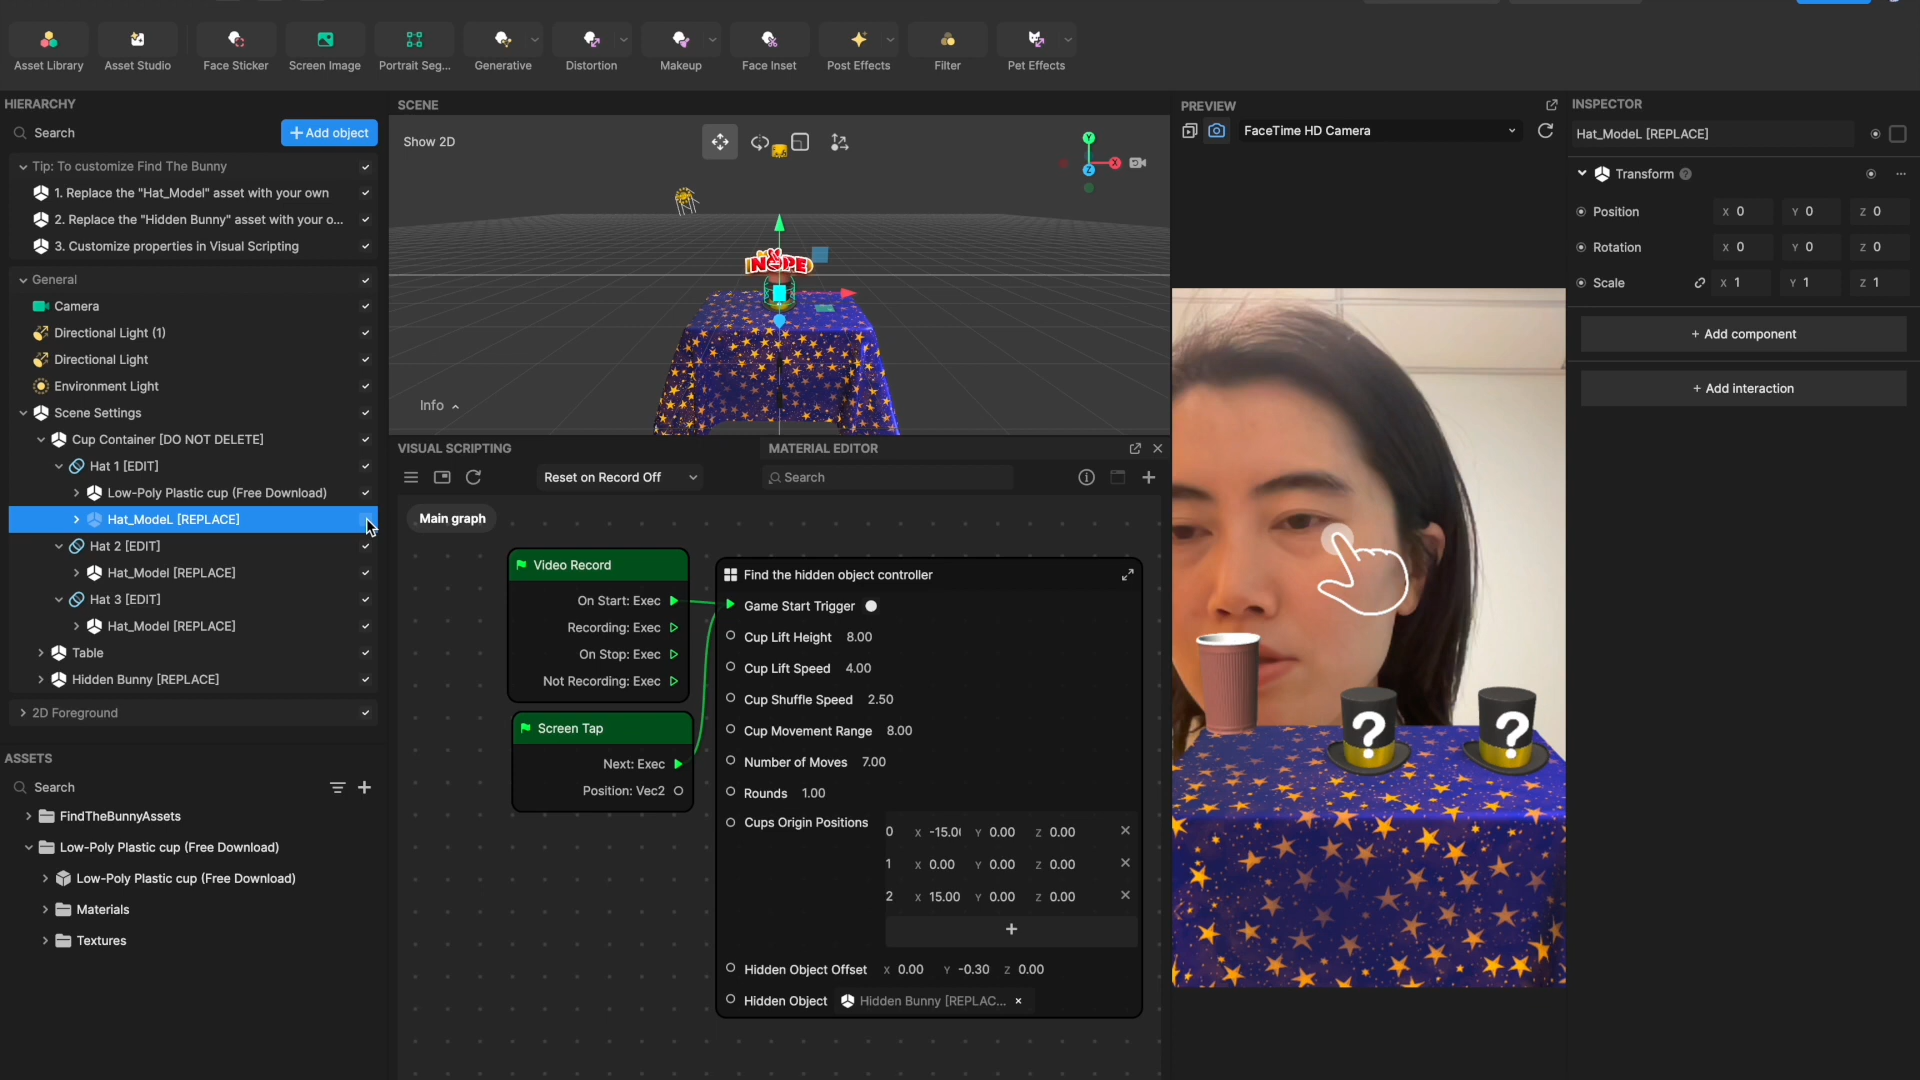 Asset Library
Asset Studio
Face Sticker
Screen Image
Portrait Seg...
Generative
Distortion
Makeup
Face Inset
Post Effects
Filter
Pet Effects
HIERARCHY
Search
+ Add object
Tip: To customize Find The Bunny
1. Replace the "Hat_Model" asset with your own
2. Replace the "Hidden Bunny" asset with your o...
3. Customize properties in Visual Scripting
General
Camera
Directional Light (1)
Directional Light
Environment Light
Scene Settings
Cup Container [DO NOT DELETE]
Hat 1 [EDIT]
Low-Poly Plastic cup (Free Download)
Hat_ModeL [REPLACE]
Hat 2 [EDIT]
Hat_Model [REPLACE]
Hat 3 [EDIT]
Hat_Model [REPLACE]
Table
Hidden Bunny [REPLACE]
2D Foreground
ASSETS
Search
FindTheBunnyAssets
Low-Poly Plastic cup (Free Download)
Low-Poly Plastic cup (Free Download)
Materials
Textures
SCENE
Show 2D
Y
X
Z
NOPE
Info
VISUAL SCRIPTING
MATERIAL EDITOR
Reset on Record Off
Search
Main graph
Video Record
On Start: Exec
Recording: Exec
On Stop: Exec
Not Recording: Exec
Screen Tap
Next: Exec
Position: Vec2
Find the hidden object controller
Game Start Trigger
Cup Lift Height 8.00
Cup Lift Speed 4.00
Cup Shuffle Speed 2.50
Cup Movement Range 8.00
Number of Moves 7.00
Rounds 1.00
Cups Origin Positions
0 X -15.0 Y 0.00 Z 0.00
1 X 0.00 Y 0.00 Z 0.00
2 X 15.00 Y 0.00 Z 0.00
+
Hidden Object Offset X 0.00 Y -0.30 Z 0.00
Hidden Object Hidden Bunny [REPLAC...
PREVIEW
FaceTime HD Camera
? ?
INSPECTOR
Hat_ModeL [REPLACE]
Transform ?
Position X 0 Y 0 Z 0
Rotation X 0 Y 0 Z 0
Scale X 1 Y 1 Z 1
+ Add component
+ Add interaction